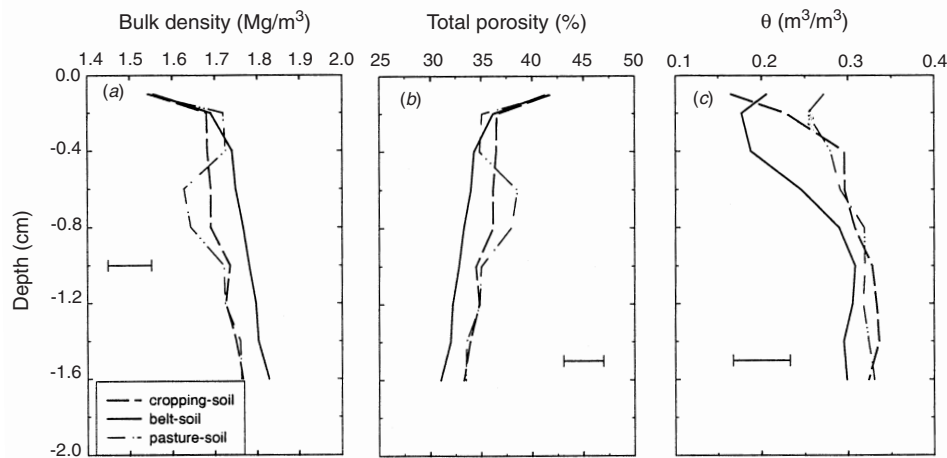 Bulk density (Mg/m³) Total porosity (%) θ (m³/m³)
1.4 1.5 1.6 1.7 1.8 1.9 2.0 25 30 35 40 45 50 0.1 0.2 0.3 0.4
0.0
(a) (b) (c)
-0.4
-0.8
Depth (cm)
-1.2
-1.6
cropping-soil
belt-soil
pasture-soil
-2.0